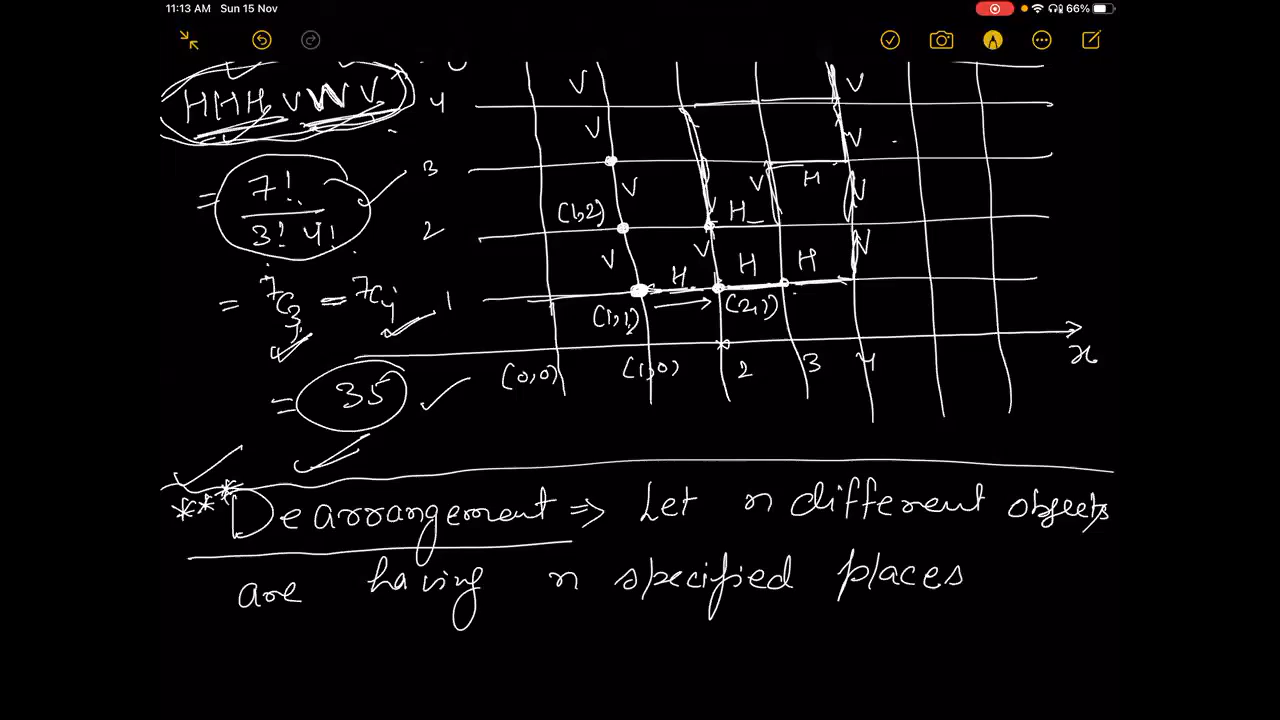 11:13 AM Sun 15 Nov
66%
HHH VVVV
4
V V
V V
= 7!
3! 4!
3
V V H V
(1,2) H
2
V V H H V
H
= 7C3 = 7C4
1
(1,1) (2,1)
x
(0,0) (1,0) 2 3 4
= 35
*** Dearrangement ⇒ Let n different objects
are having n specified places